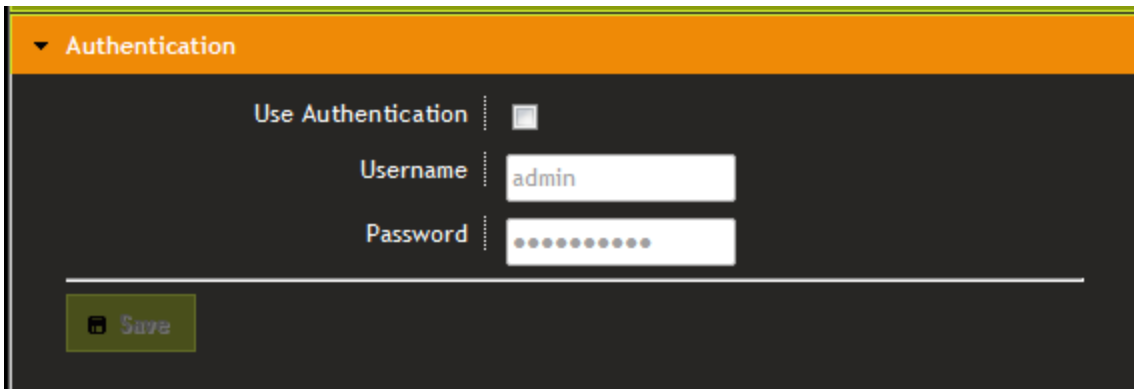 Authentication
Use Authentication
Username admin
Password ••••••••••
Save